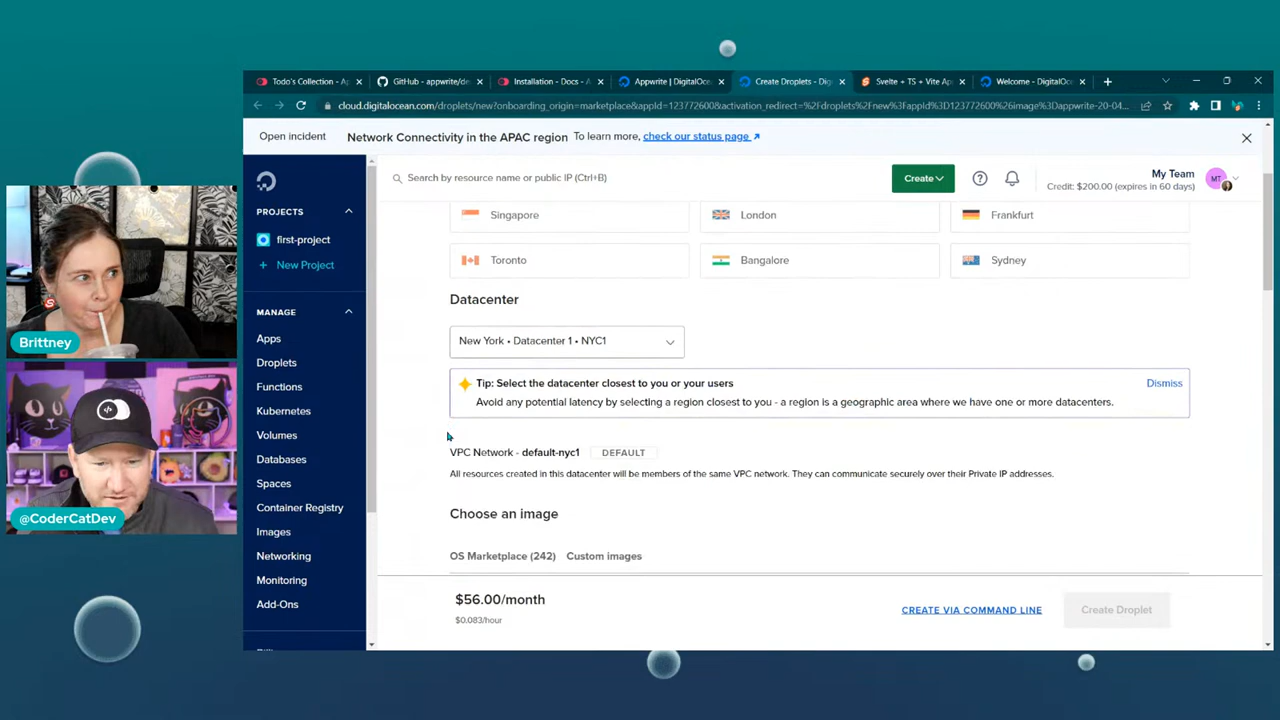 Todo's Collection - Ap
GitHub - appwrite/de
Installation - Docs - A
Appwrite | DigitalOce
Create Droplets - Digi
Svelte + TS + Vite App
Welcome - DigitalOce
cloud.digitalocean.com/droplets/new?onboarding_origin=marketplace&appId=123772600&activation_redirect=%2Fdroplets%2Fnew%3FappId%3D123772600%26image%3Dappwrite-20-04...
Open incident
Network Connectivity in the APAC region
To learn more, check our status page
Search by resource name or public IP (Ctrl+B)
Create
My Team
Credit: $200.00 (expires in 60 days)
MT
PROJECTS
first-project
+ New Project
MANAGE
Apps
Droplets
Functions
Kubernetes
Volumes
Databases
Spaces
Container Registry
Images
Networking
Monitoring
Add-Ons
Singapore
London
Frankfurt
Toronto
Bangalore
Sydney
Datacenter
New York • Datacenter 1 • NYC1
Tip: Select the datacenter closest to you or your users
Dismiss
Avoid any potential latency by selecting a region closest to you - a region is a geographic area where we have one or more datacenters.
VPC Network - default-nyc1 DEFAULT
All resources created in this datacenter will be members of the same VPC network. They can communicate securely over their Private IP addresses.
Choose an image
OS Marketplace (242) Custom images
$56.00/month
$0.083/hour
CREATE VIA COMMAND LINE
Create Droplet
Brittney
@CoderCatDev